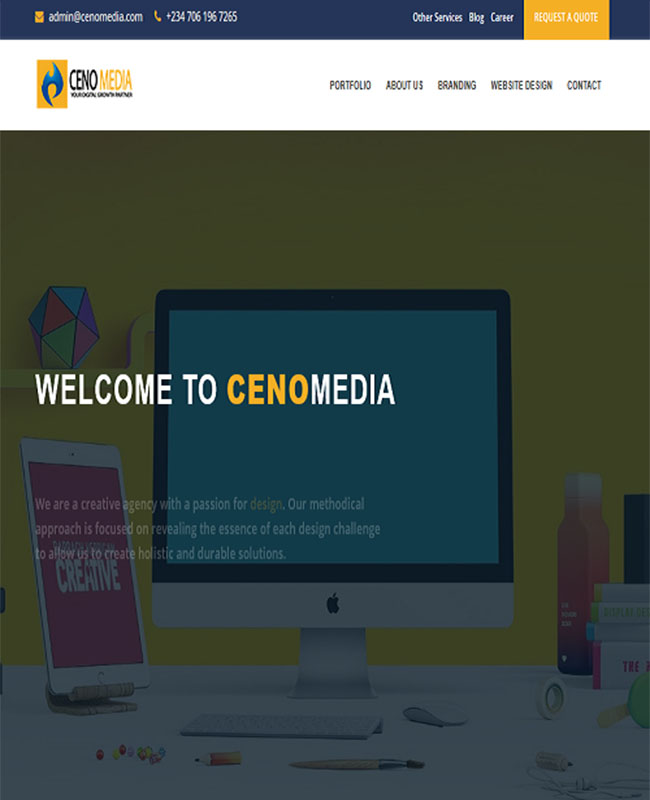 admin@cenomedia.com +234 706 196 7265 Other Services Blog Career REQUEST A QUOTE
CENO MEDIA
YOUR DIGITAL GROWTH PARTNER
PORTFOLIO ABOUT US BRANDING WEBSITE DESIGN CONTACT
WELCOME TO CENOMEDIA
We are a creative agency with a passion for design. Our methodical
approach is focused on revealing the essence of each design challenge
to allow us to create holistic and durable solutions.
CREATIVE